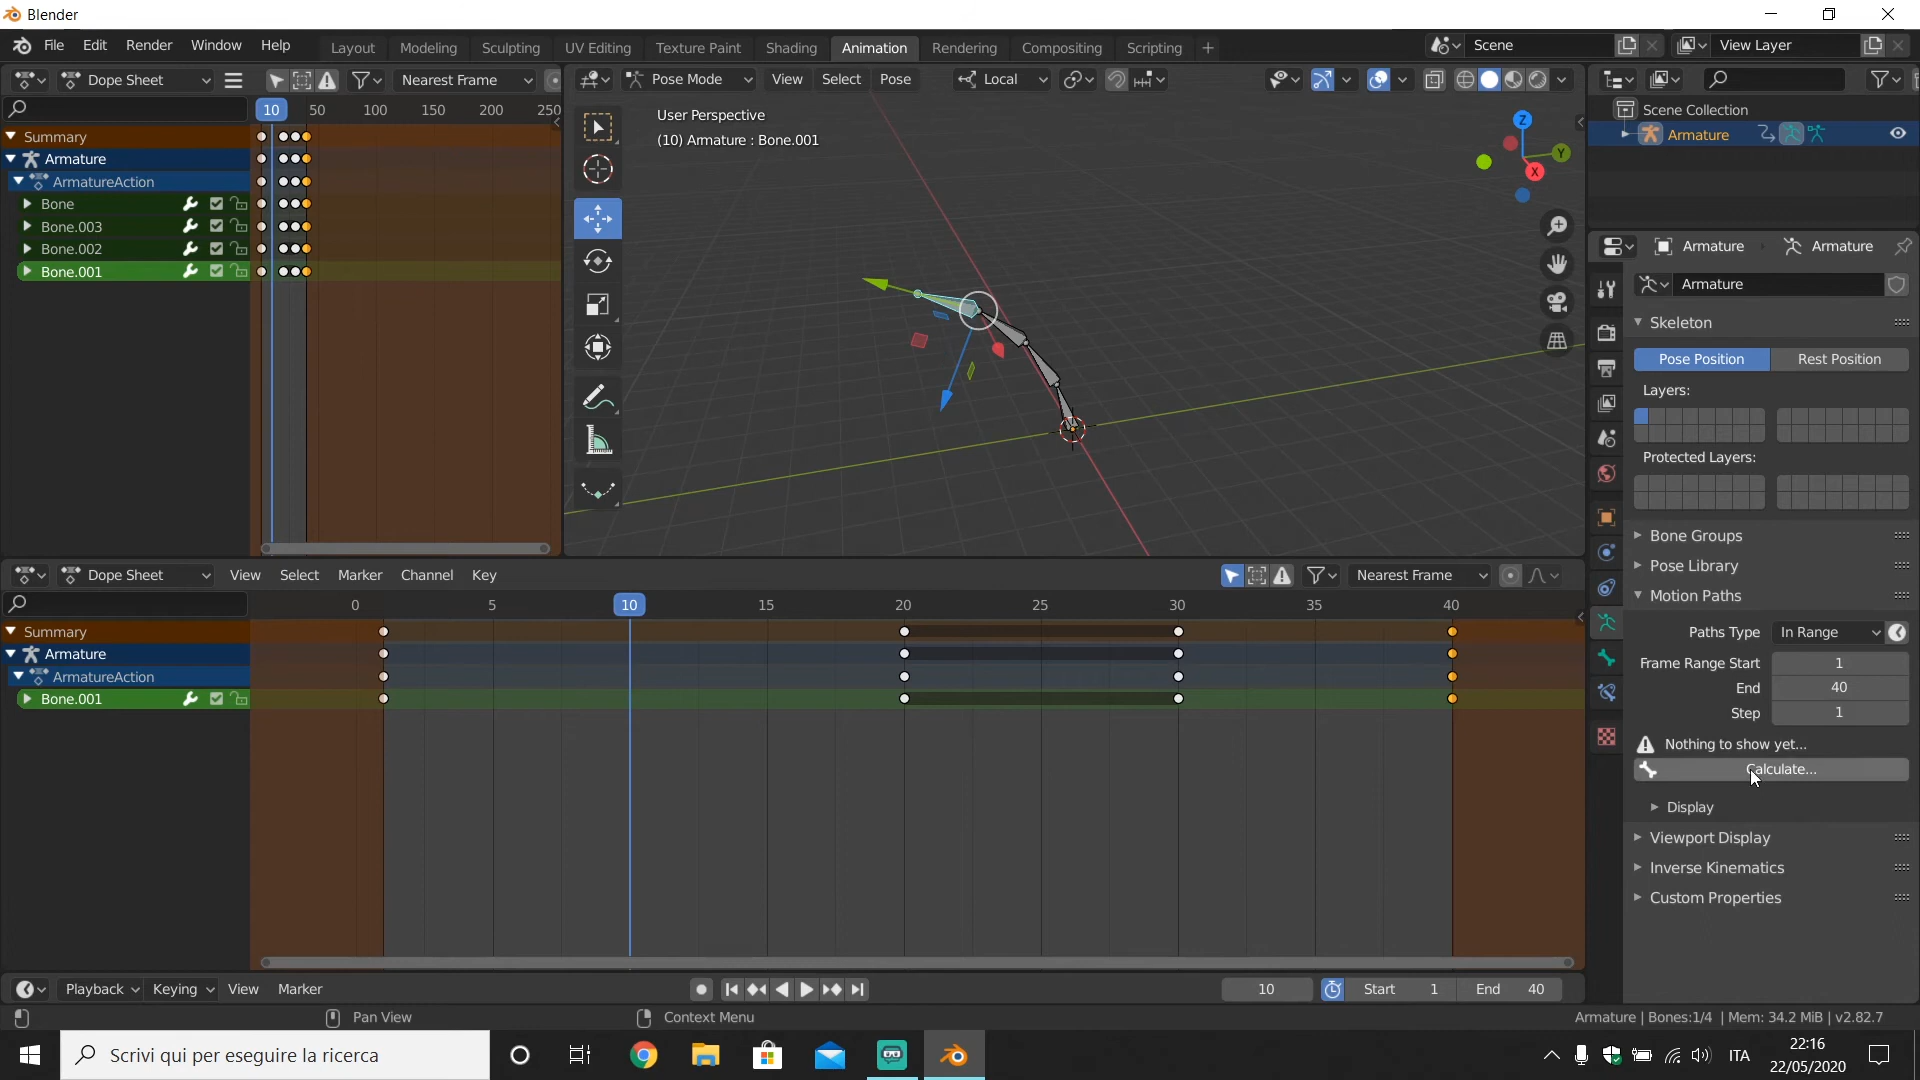 Blender
File Edit Render Window Help Layout Modeling Sculpting UV Editing Texture Paint Shading Animation Rendering Compositing Scripting + Scene View Layer
Dope Sheet Nearest Frame Pose Mode View Select Pose Local
10 50 100 150 200 250
Summary
Armature
ArmatureAction
Bone
Bone.003
Bone.002
Bone.001
User Perspective
(10) Armature : Bone.001
Z
Y
X
Scene Collection
Armature
Armature Armature
Armature
Skeleton
Pose Position Rest Position
Layers:
Protected Layers:
Bone Groups
Pose Library
Motion Paths
Paths Type In Range
Frame Range Start 1
End 40
Step 1
Nothing to show yet...
Calculate...
Display
Viewport Display
Inverse Kinematics
Custom Properties
Dope Sheet View Select Marker Channel Key Nearest Frame
0 5 10 15 20 25 30 35 40
Summary
Armature
ArmatureAction
Bone.001
Playback Keying View Marker 10 Start 1 End 40
Pan View Context Menu Armature | Bones:1/4 | Mem: 34.2 MiB | v2.82.7
Scrivi qui per eseguire la ricerca ITA 22:16
22/05/2020